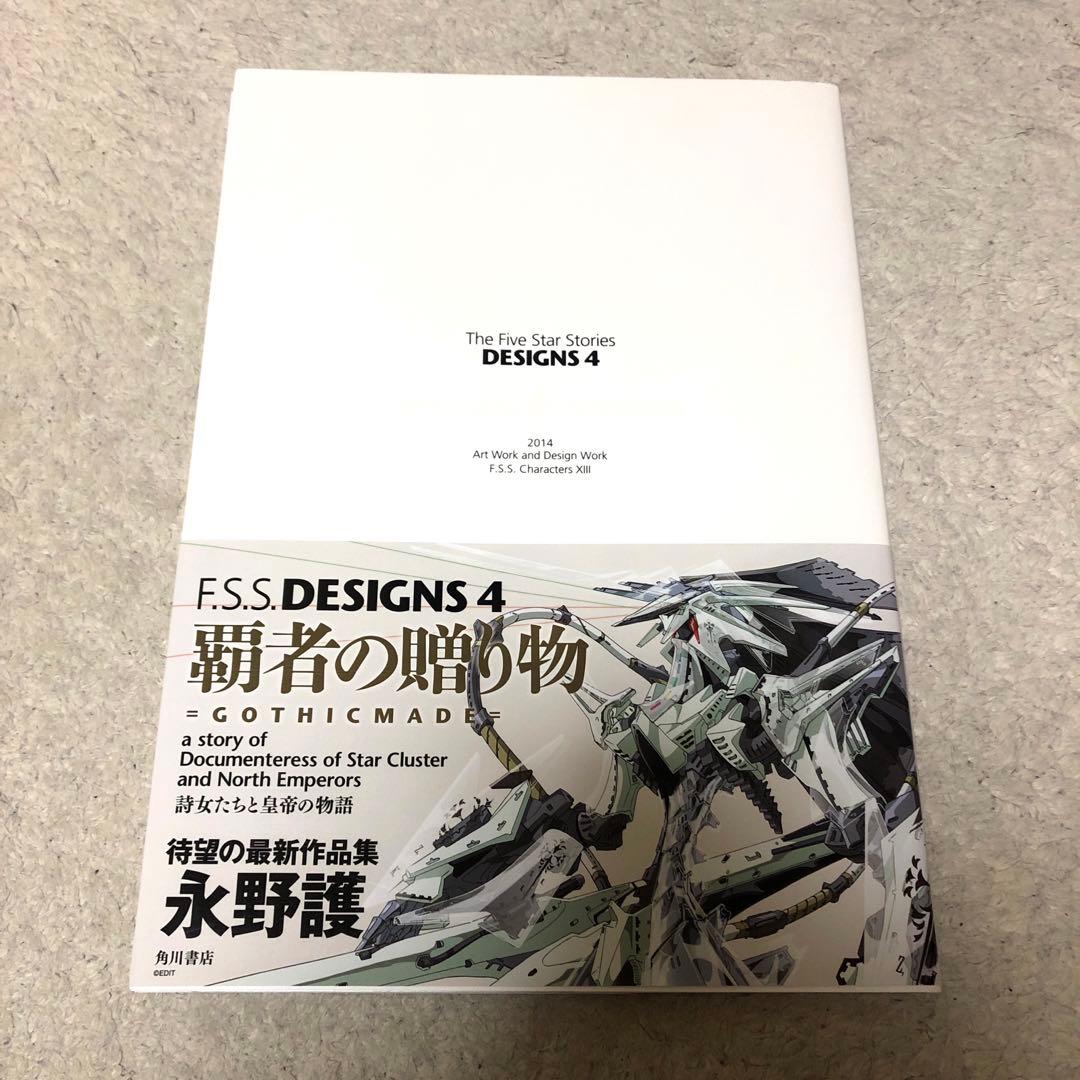 The Five Star Stories
DESIGNS 4
2014
Art Work and Design Work
F.S.S. Characters XIII
F.S.S. DESIGNS 4
覇者の贈り物
=GOTHICMADE=
a story of
Documenteress of Star Cluster
and North Emperors
詩女たちと皇帝の物語
待望の最新作品集
永野護
角川書店
©EDIT